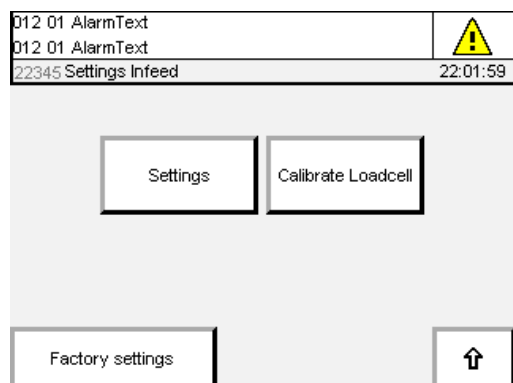 012 01 AlarmText
012 01 AlarmText
22345 Settings Infeed 22:01:59
Settings Calibrate Loadcell
Factory settings